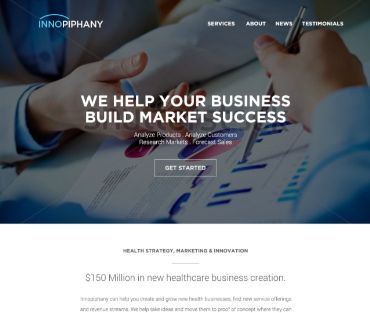 INNOPIPHANY
SERVICES ABOUT NEWS TESTIMONIALS
WE HELP YOUR BUSINESS
BUILD MARKET SUCCESS
Analyze Products . Analyze Customers
Research Markets . Forecast Sales
GET STARTED
HEALTH STRATEGY, MARKETING & INNOVATION
$150 Million in new healthcare business creation.
Innopiphany can help you create and grow new health businesses, find new service offerings
and revenue streams. We help take ideas and move them to proof of concept where they can